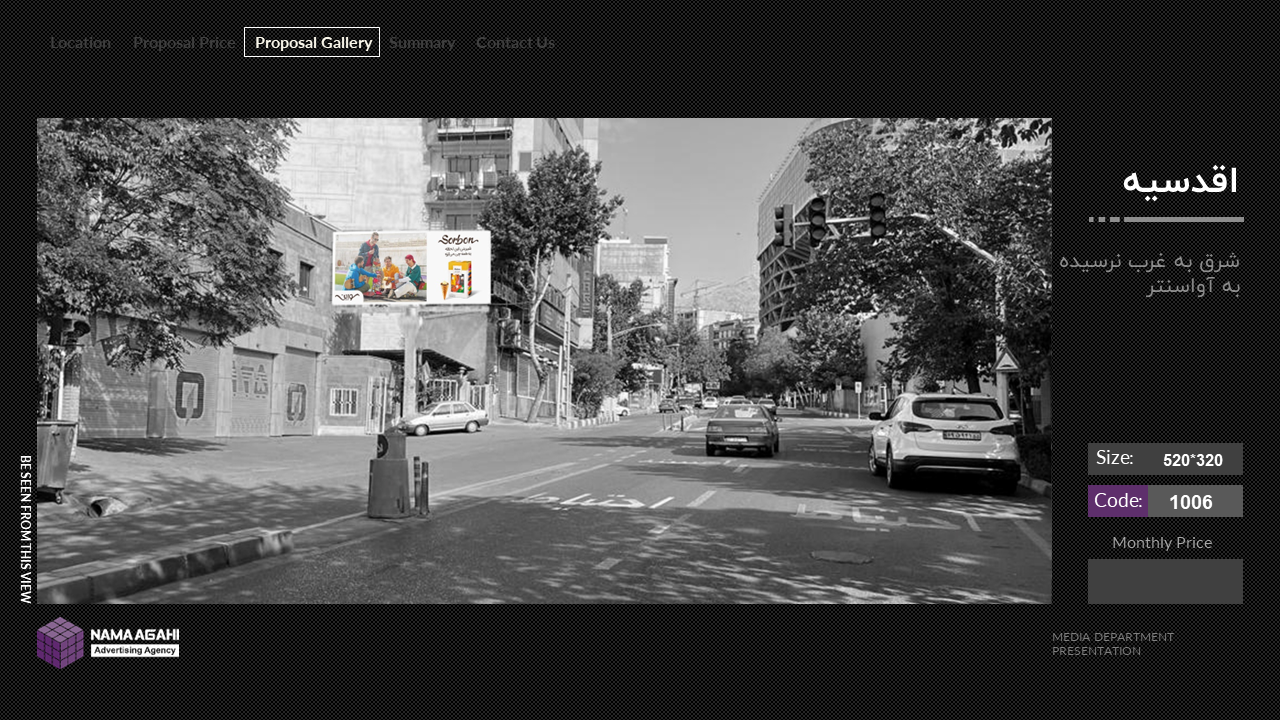 Location
Proposal Price
Proposal Gallery
Summary
Contact Us
اقدسیه
شرق به غرب نرسیده
به آواسنتر
Sorbon
احتیاط
Size: 520*320
Code: 1006
Monthly Price
BE SEEN FROM THIS VIEW
NAMA AGAHI
Advertising Agency
MEDIA DEPARTMENT
PRESENTATION